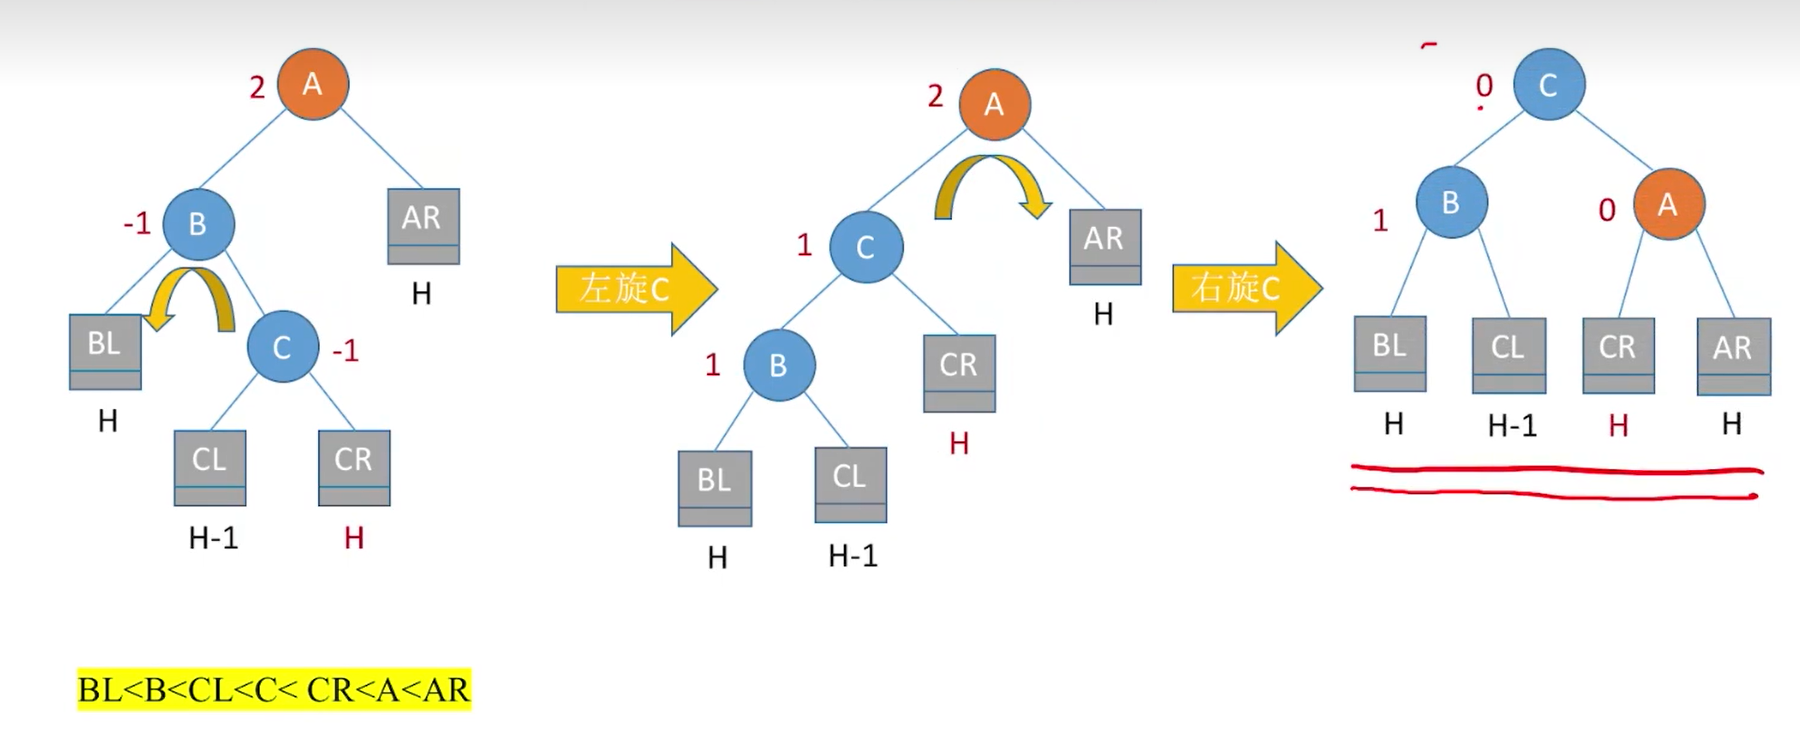 2 A
-1 B
AR
H
BL
H
C -1
CL
CR
H-1
H
左旋C
2 A
1 C
AR
H
1 B
CR
H
BL
CL
H
H-1
右旋C
0 C
1 B
0 A
BL
CL
CR
AR
H
H-1
H
H
BL<B<CL<C< CR<A<AR